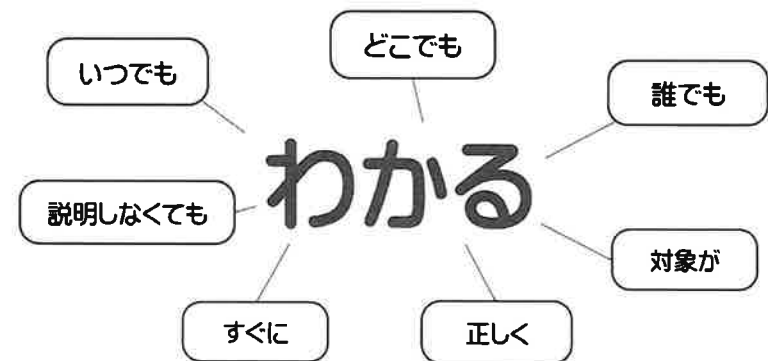 どこでも
いつでも
誰でも
わかる
説明しなくても
対象が
すぐに
正しく